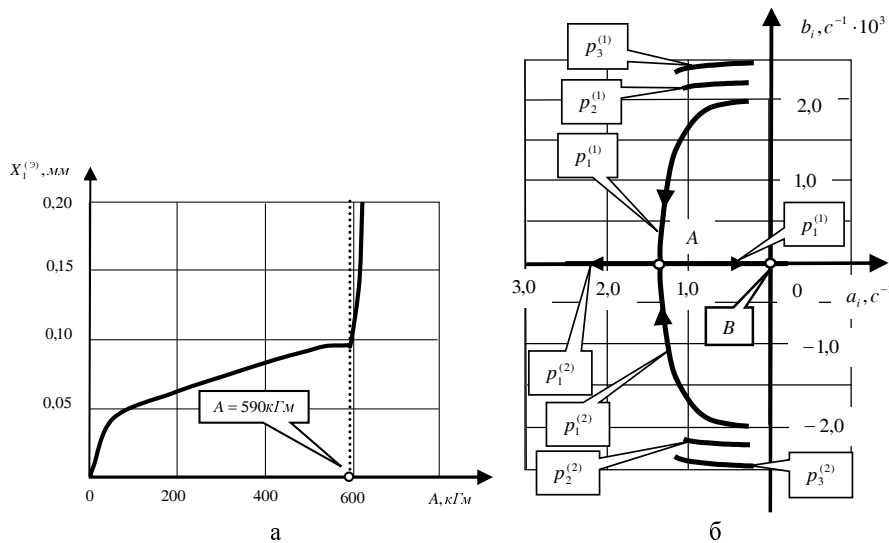 X₁⁽ᴲ⁾, мм
0,20
0,15
0,10
0,05
A = 590кГм
0
200
400
600
A, кГм
а
bᵢ, c⁻¹ · 10³
p₃⁽¹⁾
p₂⁽¹⁾
2,0
p₁⁽¹⁾
1,0
A
p₁⁽¹⁾
3,0
2,0
1,0
0
aᵢ, c⁻¹
B
−1,0
p₁⁽²⁾
p₁⁽²⁾
−2,0
p₂⁽²⁾
p₃⁽²⁾
б